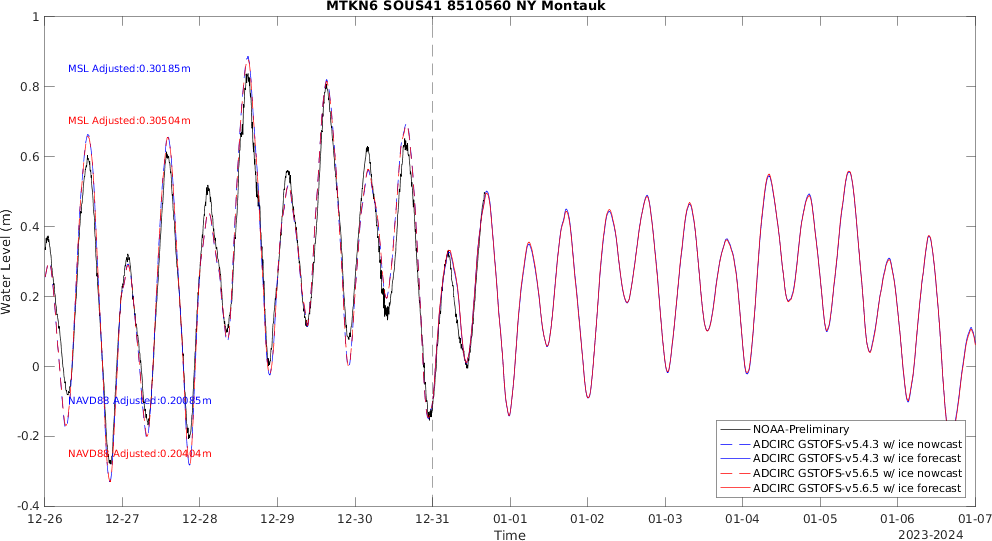 MTKN6 SOUS41 8510560 NY Montauk
1
0.8
0.6
0.4
0.2
0
-0.2
-0.4
Water Level (m)
MSL Adjusted:0.30185m
MSL Adjusted:0.30504m
NAVD88 Adjusted:0.20085m
NAVD88 Adjusted:0.20404m
NOAA-Preliminary
ADCIRC GSTOFS-v5.4.3 w/ ice nowcast
ADCIRC GSTOFS-v5.4.3 w/ ice forecast
ADCIRC GSTOFS-v5.6.5 w/ ice nowcast
ADCIRC GSTOFS-v5.6.5 w/ ice forecast
12-26 12-27 12-28 12-29 12-30 12-31 01-01 01-02 01-03 01-04 01-05 01-06 01-07
Time
2023-2024